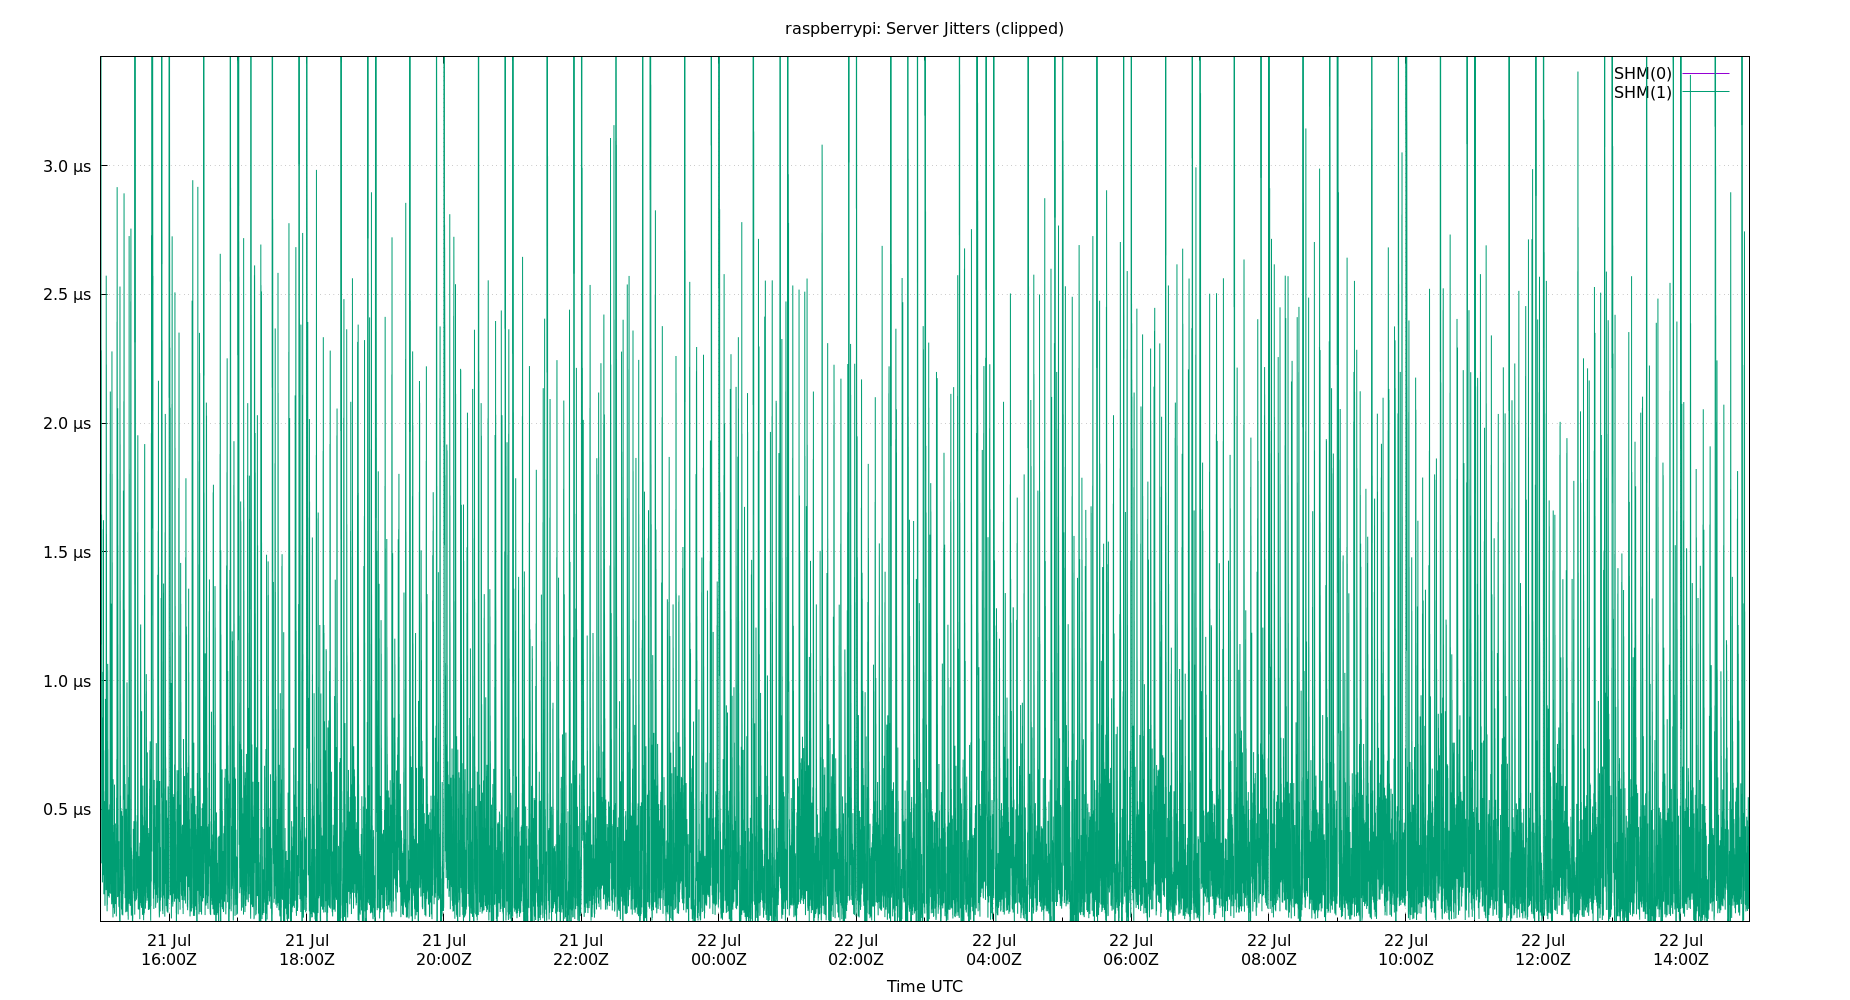 raspberrypi: Server Jitters (clipped)
SHM(0)
SHM(1)
3.0 µs
2.5 µs
2.0 µs
1.5 µs
1.0 µs
0.5 µs
21 Jul 21 Jul 21 Jul 21 Jul 22 Jul 22 Jul 22 Jul 22 Jul 22 Jul 22 Jul 22 Jul 22 Jul
16:00Z 18:00Z 20:00Z 22:00Z 00:00Z 02:00Z 04:00Z 06:00Z 08:00Z 10:00Z 12:00Z 14:00Z
Time UTC